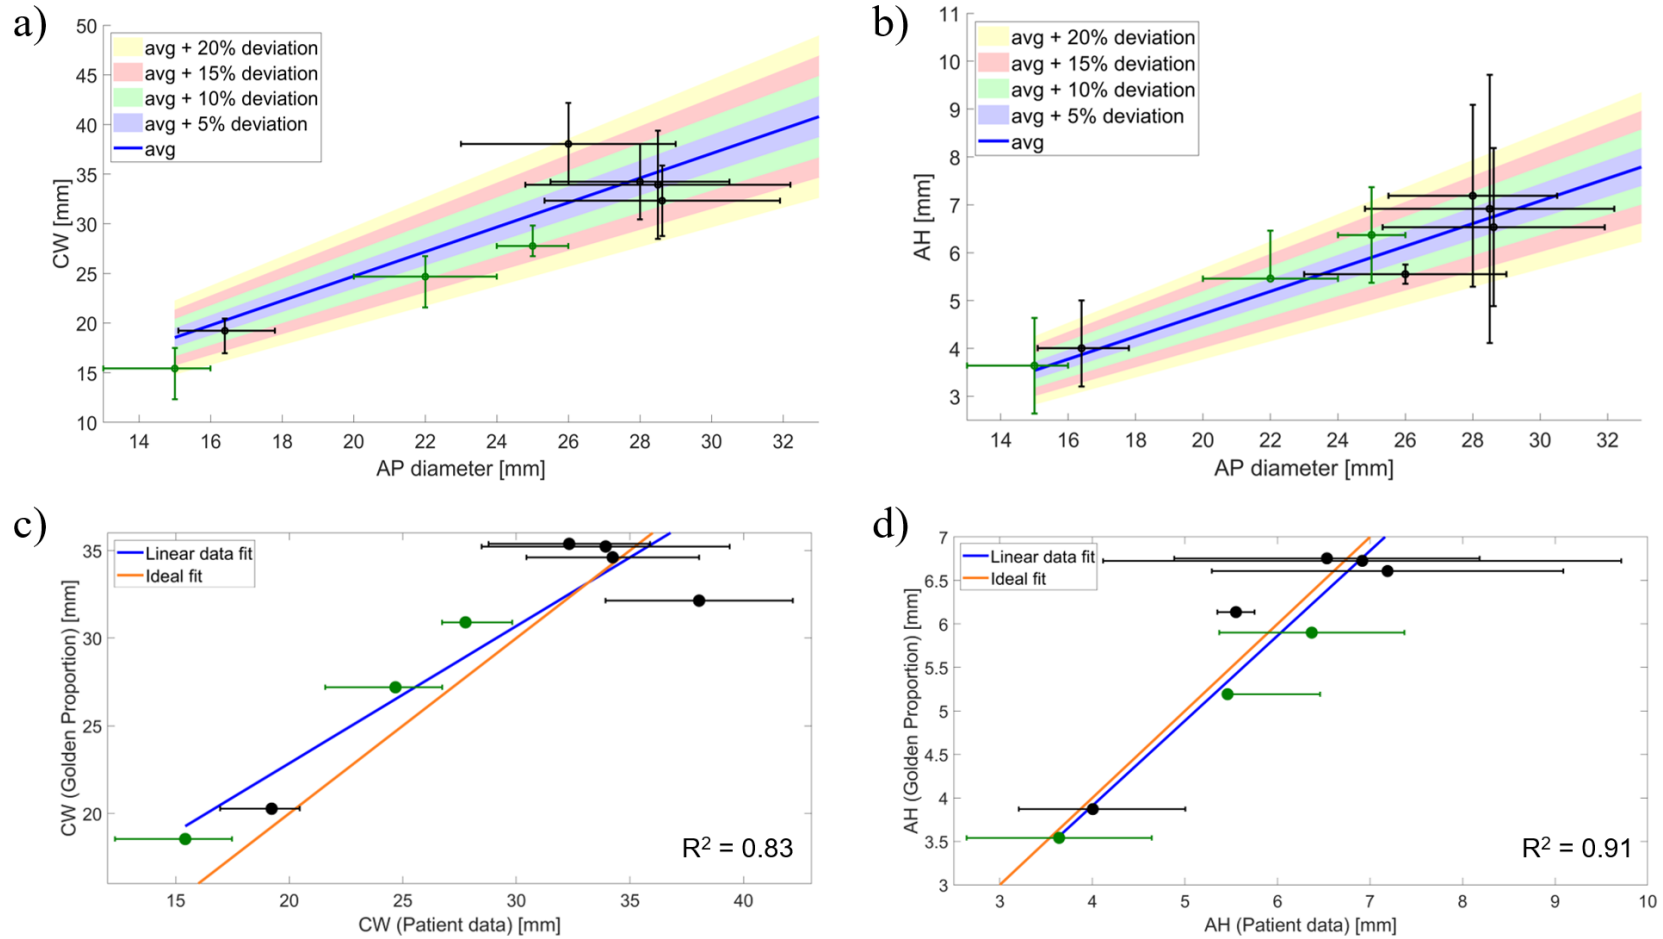 a)
50
45
40
35
30
25
20
15
10
CW [mm]
avg + 20% deviation
avg + 15% deviation
avg + 10% deviation
avg + 5% deviation
avg
14 16 18 20 22 24 26 28 30 32
AP diameter [mm]
b)
11
10
9
8
7
6
5
4
3
AH [mm]
avg + 20% deviation
avg + 15% deviation
avg + 10% deviation
avg + 5% deviation
avg
14 16 18 20 22 24 26 28 30 32
AP diameter [mm]
c)
35
30
25
20
CW (Golden Proportion) [mm]
Linear data fit
Ideal fit
R² = 0.83
15 20 25 30 35 40
CW (Patient data) [mm]
d)
7
6.5
6
5.5
5
4.5
4
3.5
3
AH (Golden Proportion) [mm]
Linear data fit
Ideal fit
R² = 0.91
3 4 5 6 7 8 9 10
AH (Patient data) [mm]